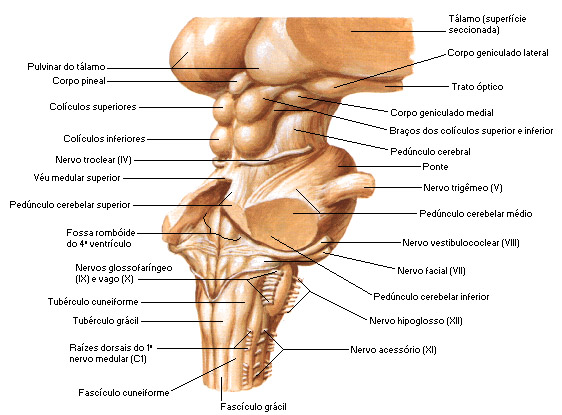 Tálamo (superfície
seccionada)
Corpo geniculado lateral
Pulvinar do tálamo
Corpo pineal
Trato óptico
Colículos superiores
Corpo geniculado medial
Braços dos colículos superior e inferior
Colículos inferiores
Pedúnculo cerebral
Nervo troclear (IV)
Ponte
Véu medular superior
Nervo trigêmeo (V)
Pedúnculo cerebelar superior
Pedúnculo cerebelar médio
Fossa rombóide
do 4º ventrículo
Nervo vestibulococlear (VIII)
Nervos glossofaríngeo
(IX) e vago (X)
Nervo facial (VII)
Tubérculo cuneiforme
Pedúnculo cerebelar inferior
Tubérculo grácil
Nervo hipoglosso (XII)
Raízes dorsais do 1º
nervo medular (C1)
Nervo acessório (XI)
Fascículo cuneiforme
Fascículo grácil